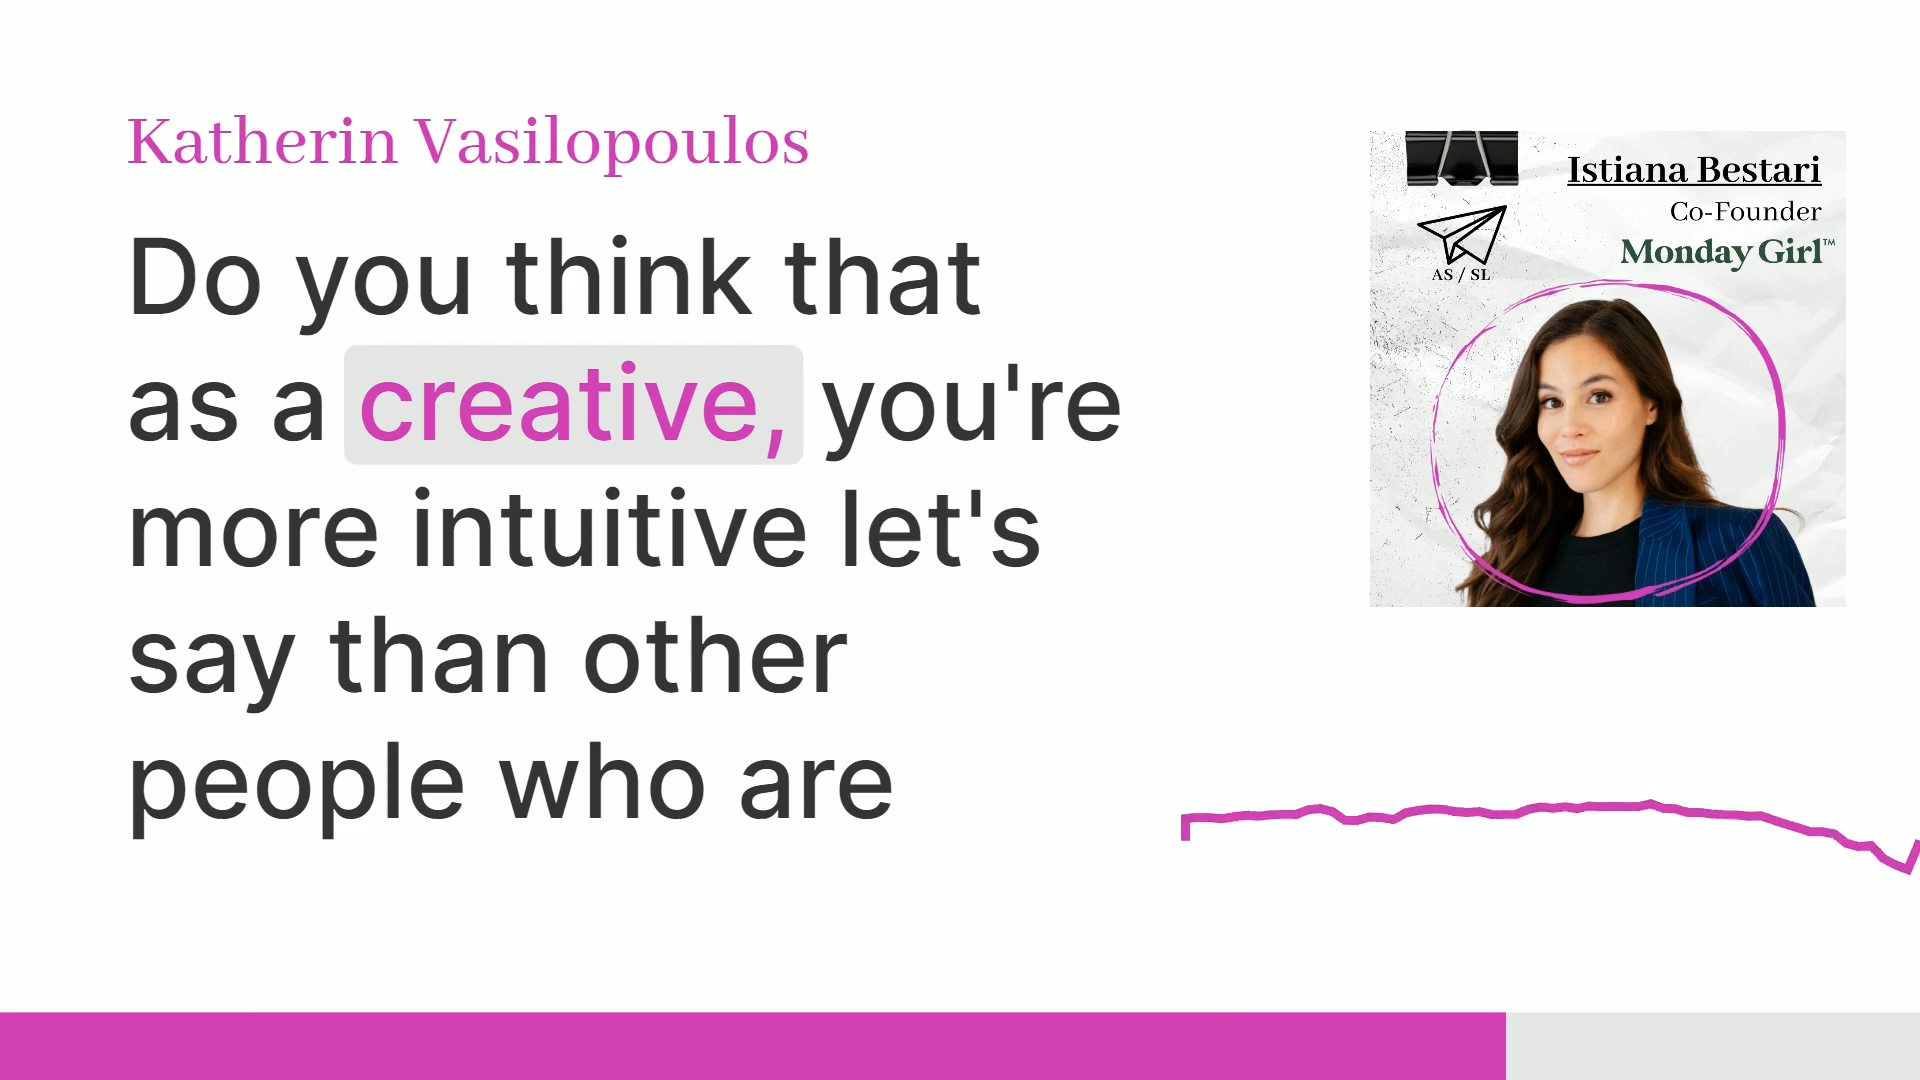 Katherin Vasilopoulos
Do you think that
as a creative, you're
more intuitive let's
say than other
people who are
Istiana Bestari
Co-Founder
Monday Girl™
AS / SL